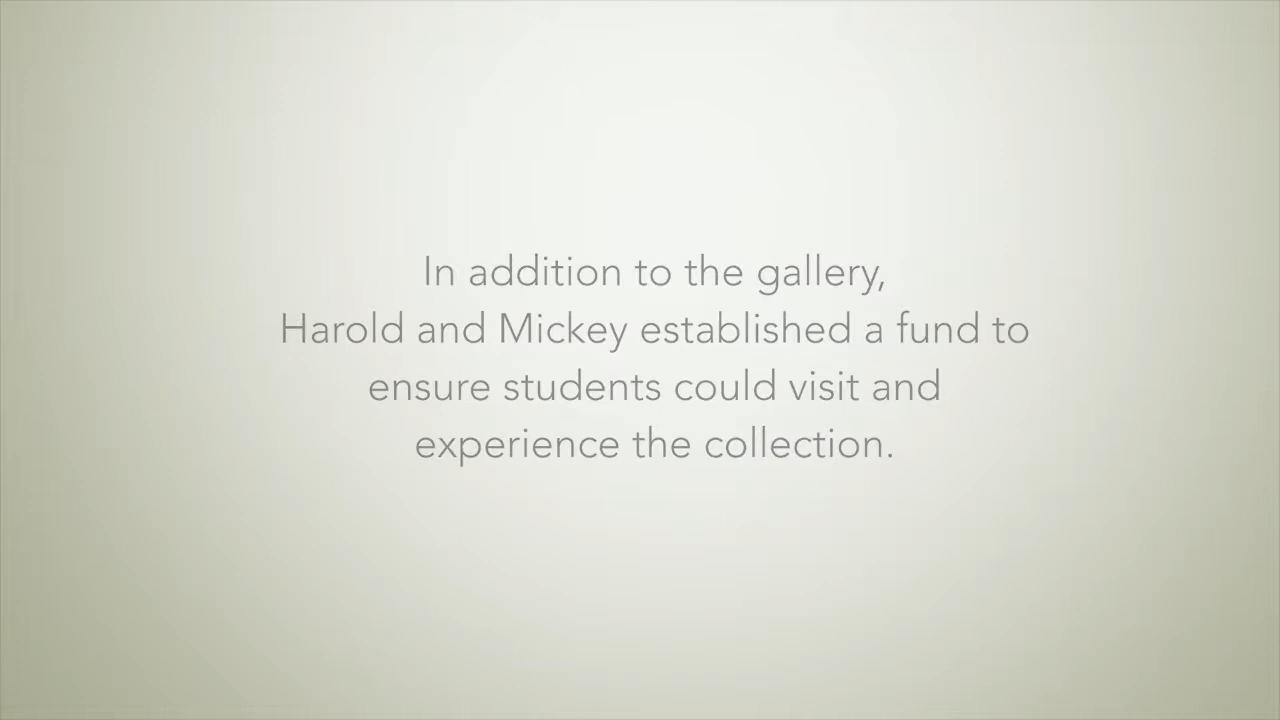 In addition to the gallery,
Harold and Mickey established a fund to
ensure students could visit and
experience the collection.